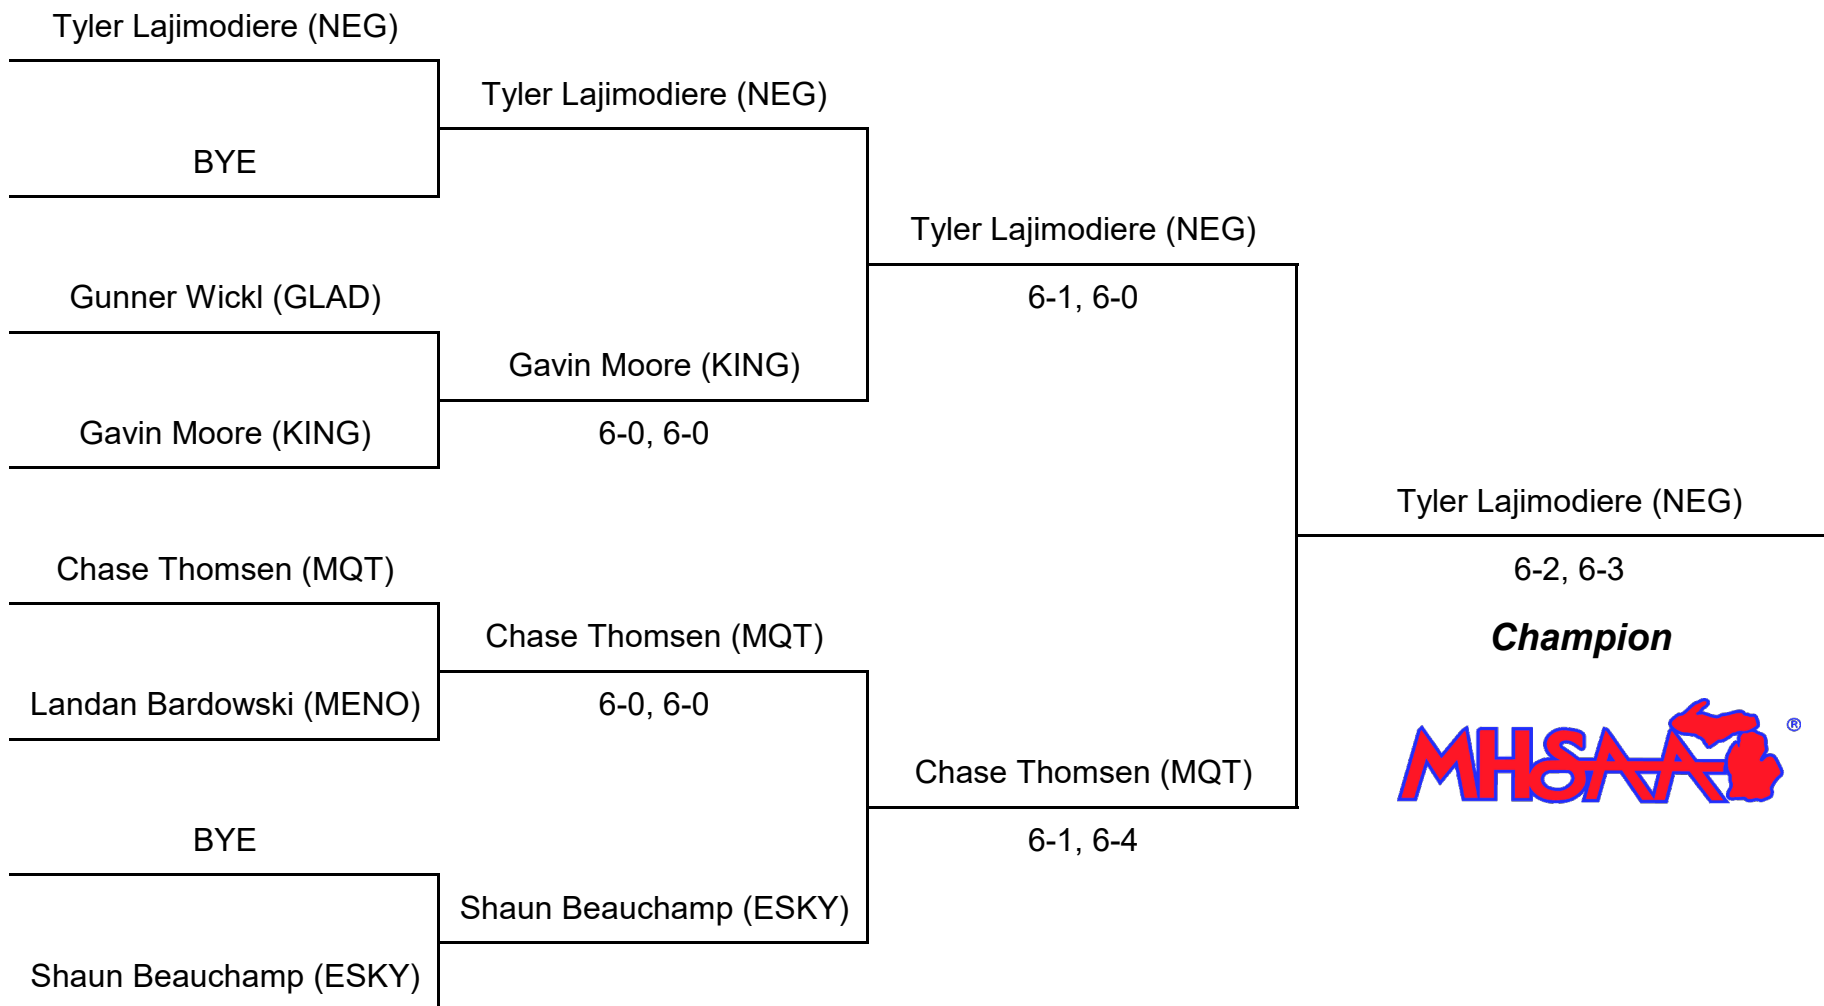 Tyler Lajimodiere (NEG)
Tyler Lajimodiere (NEG)
BYE
Tyler Lajimodiere (NEG)
Gunner Wickl (GLAD)
6-1, 6-0
Gavin Moore (KING)
Gavin Moore (KING)
6-0, 6-0
Tyler Lajimodiere (NEG)
Chase Thomsen (MQT)
6-2, 6-3
Chase Thomsen (MQT)
Champion
Landan Bardowski (MENO)
6-0, 6-0
MHSAA®
Chase Thomsen (MQT)
BYE
6-1, 6-4
Shaun Beauchamp (ESKY)
Shaun Beauchamp (ESKY)